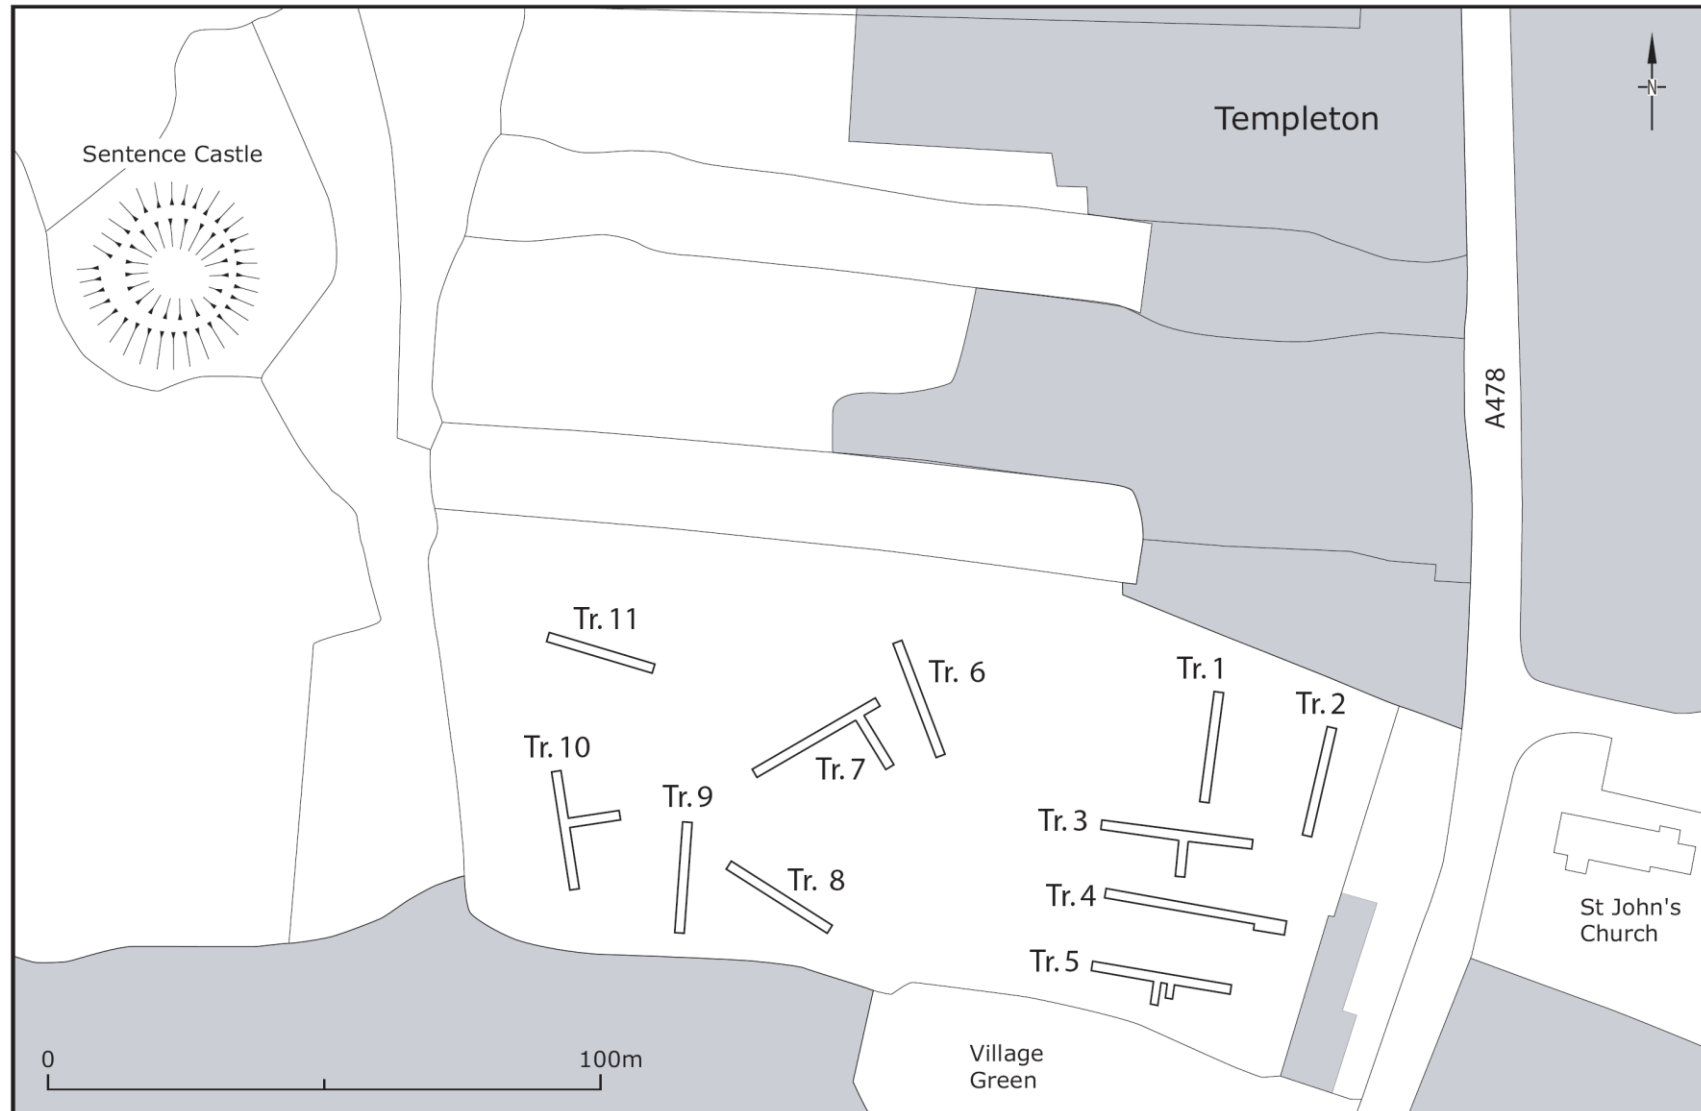 Templeton
N
Sentence Castle
A478
Tr. 11
Tr. 6
Tr. 1
Tr. 2
Tr. 10
Tr. 7
Tr. 9
Tr. 3
Tr. 8
Tr. 4
St John's
Church
Tr. 5
Village
Green
0
100m